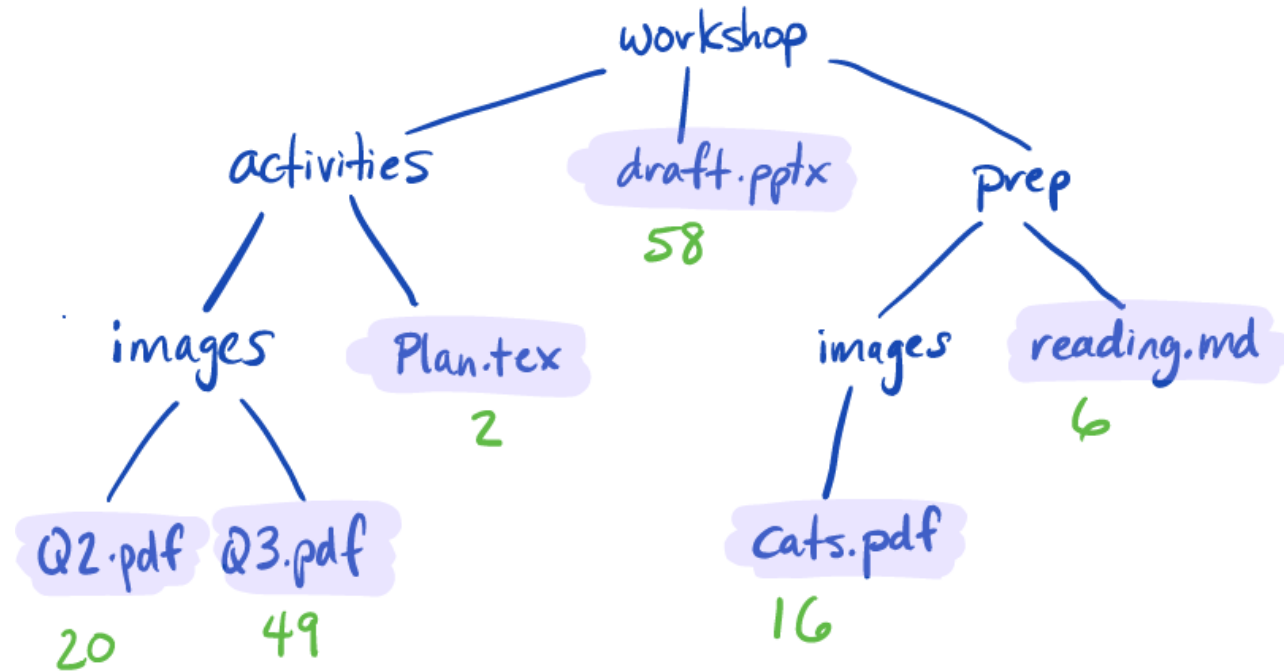 workshop
activities
draft.pptx
prep
58
images
Plan.tex
images
reading.md
2
6
Q2.pdf
Q3.pdf
Cats.pdf
20
49
16